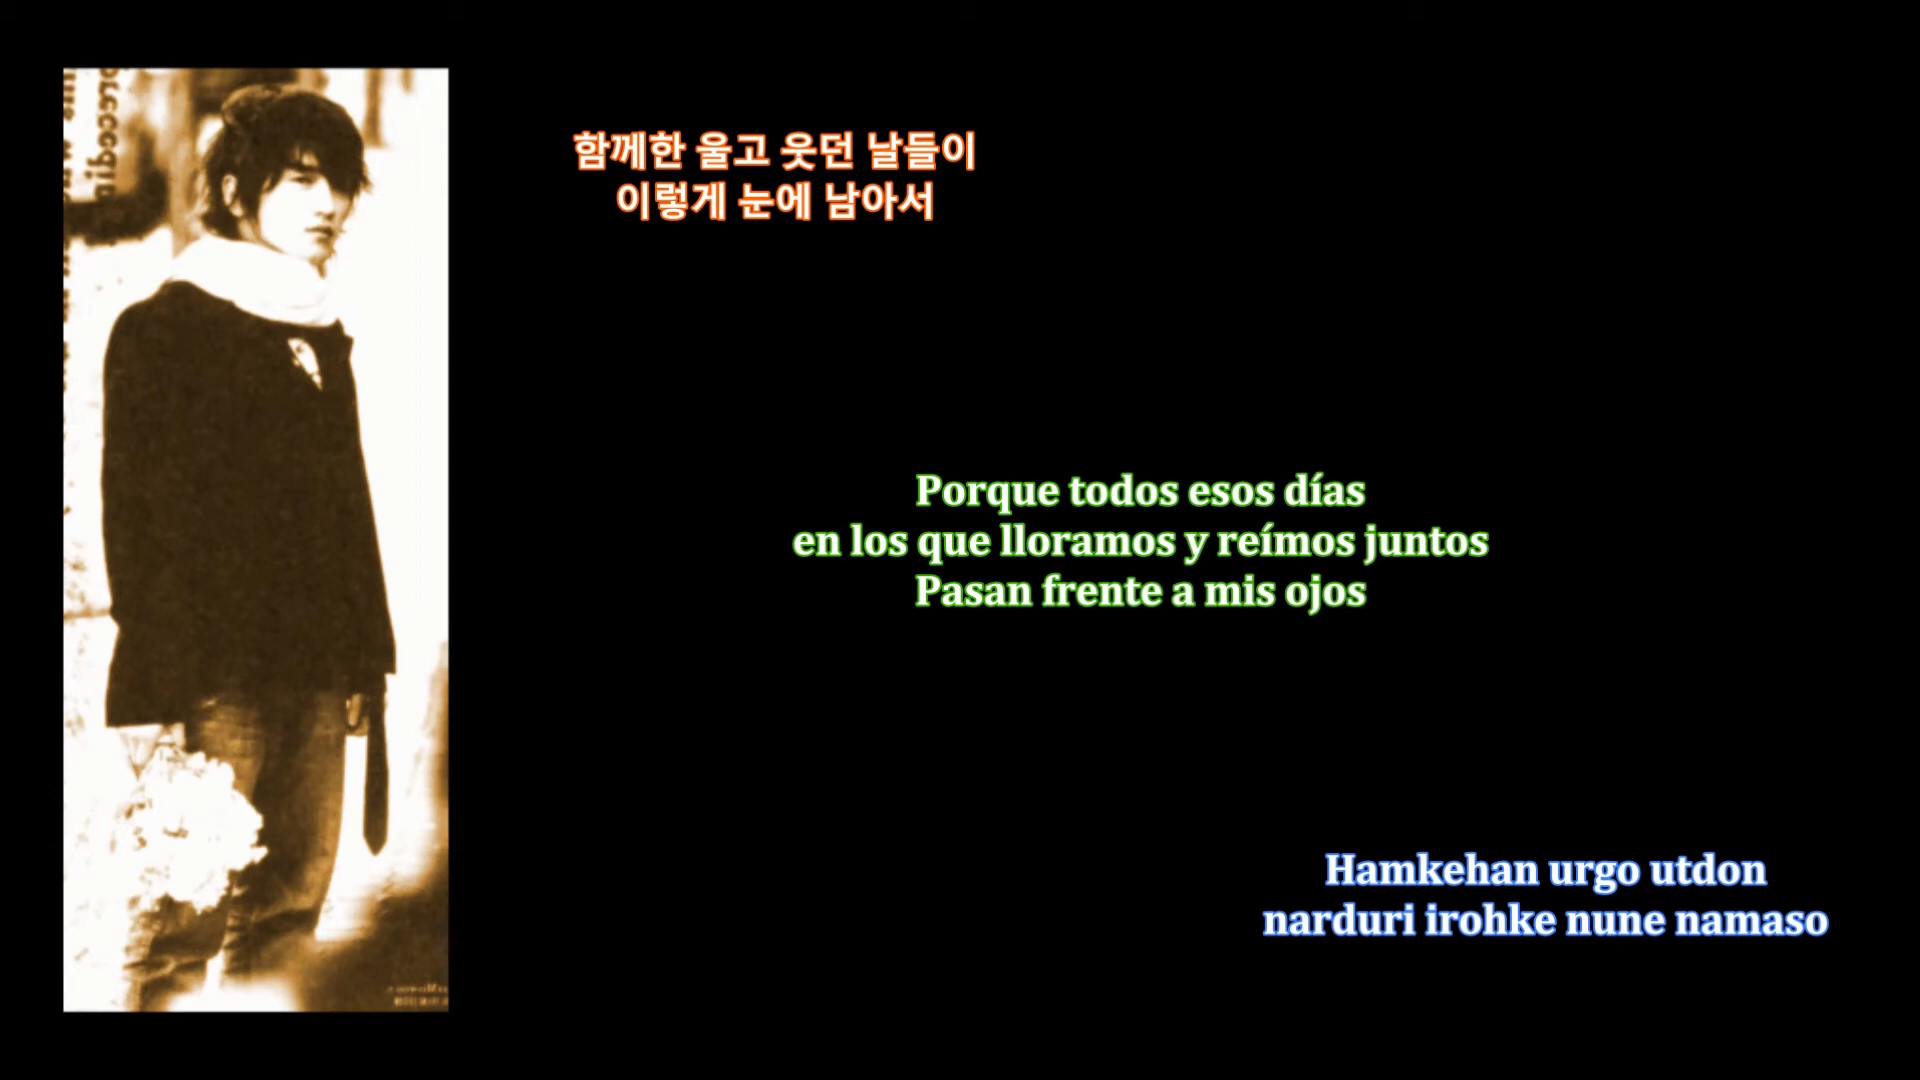 함께한 울고 웃던 날들이
이렇게 눈에 남아서
Porque todos esos días
en los que lloramos y reímos juntos
Pasan frente a mis ojos
Hamkehan urgo utdon
narduri irohke nune namaso